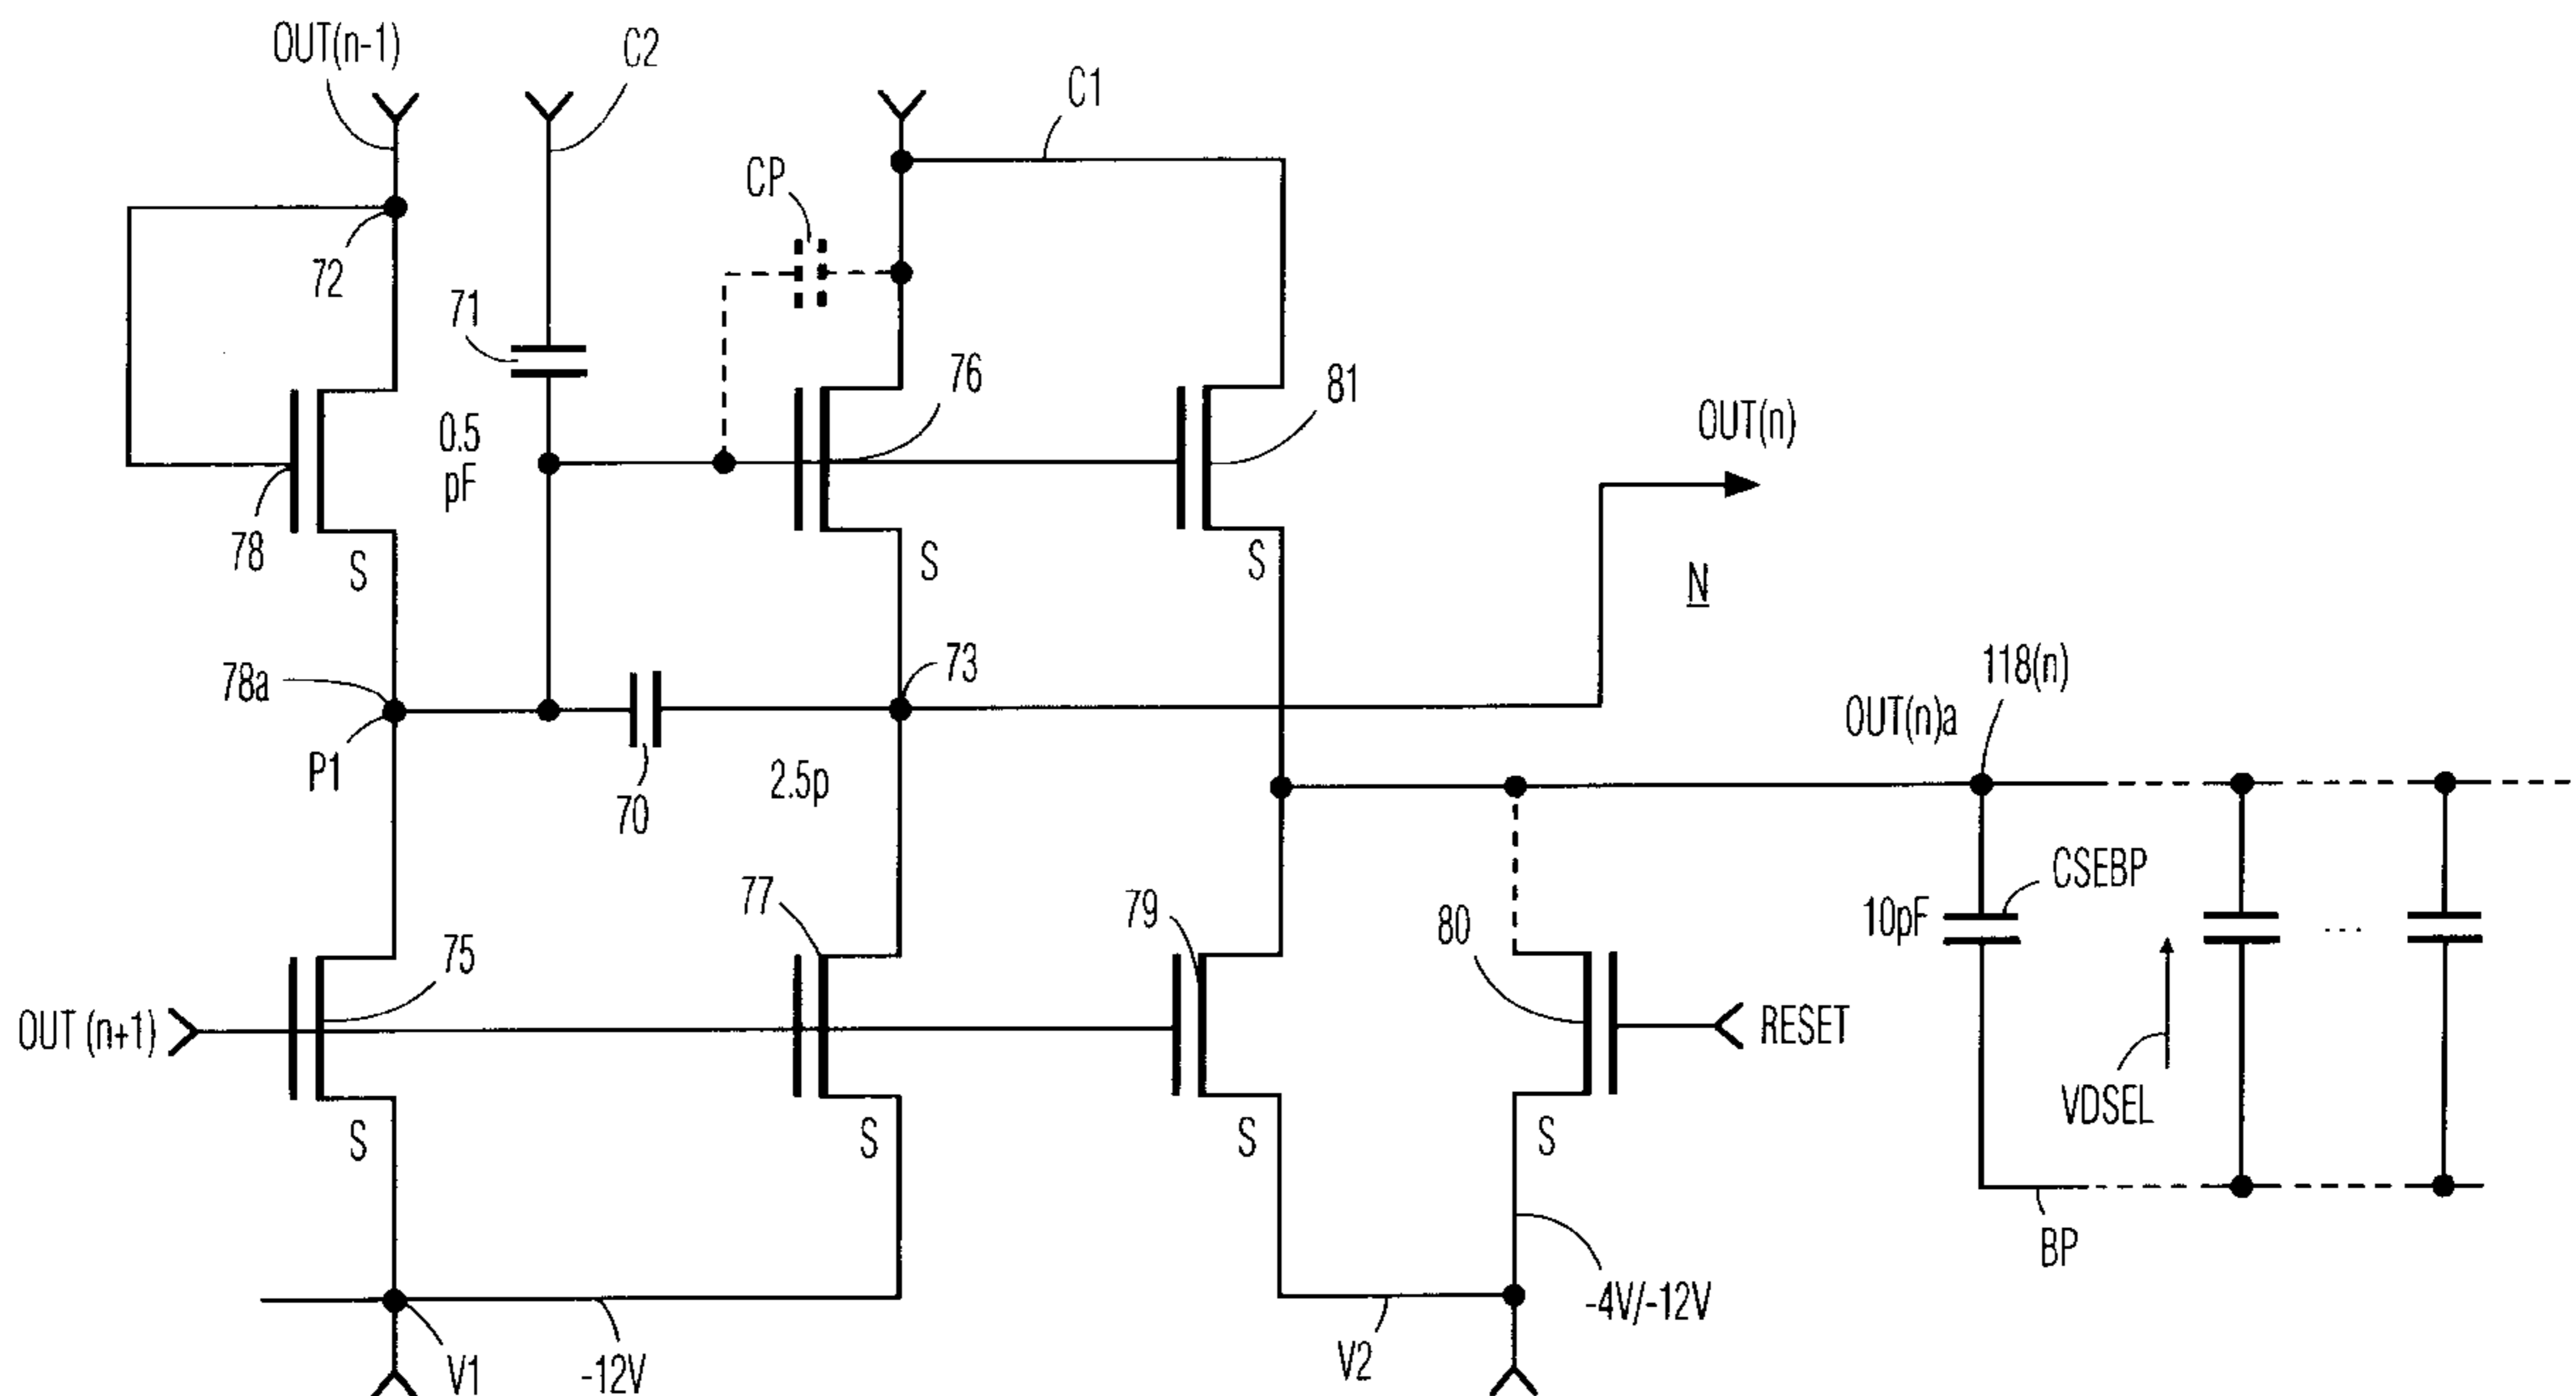 OUT(n-1)
C2
C1
CP
72
71
76
81
0.5
pF
OUT(n)
78
S
S
S
N
78a
73
118(n)
P1
OUT(n)a
2.5p
70
77
79
80
CSEBP
10pF
75
...
OUT (n+1)
RESET
VDSEL
S
S
S
S
BP
-4V/-12V
V1
-12V
V2